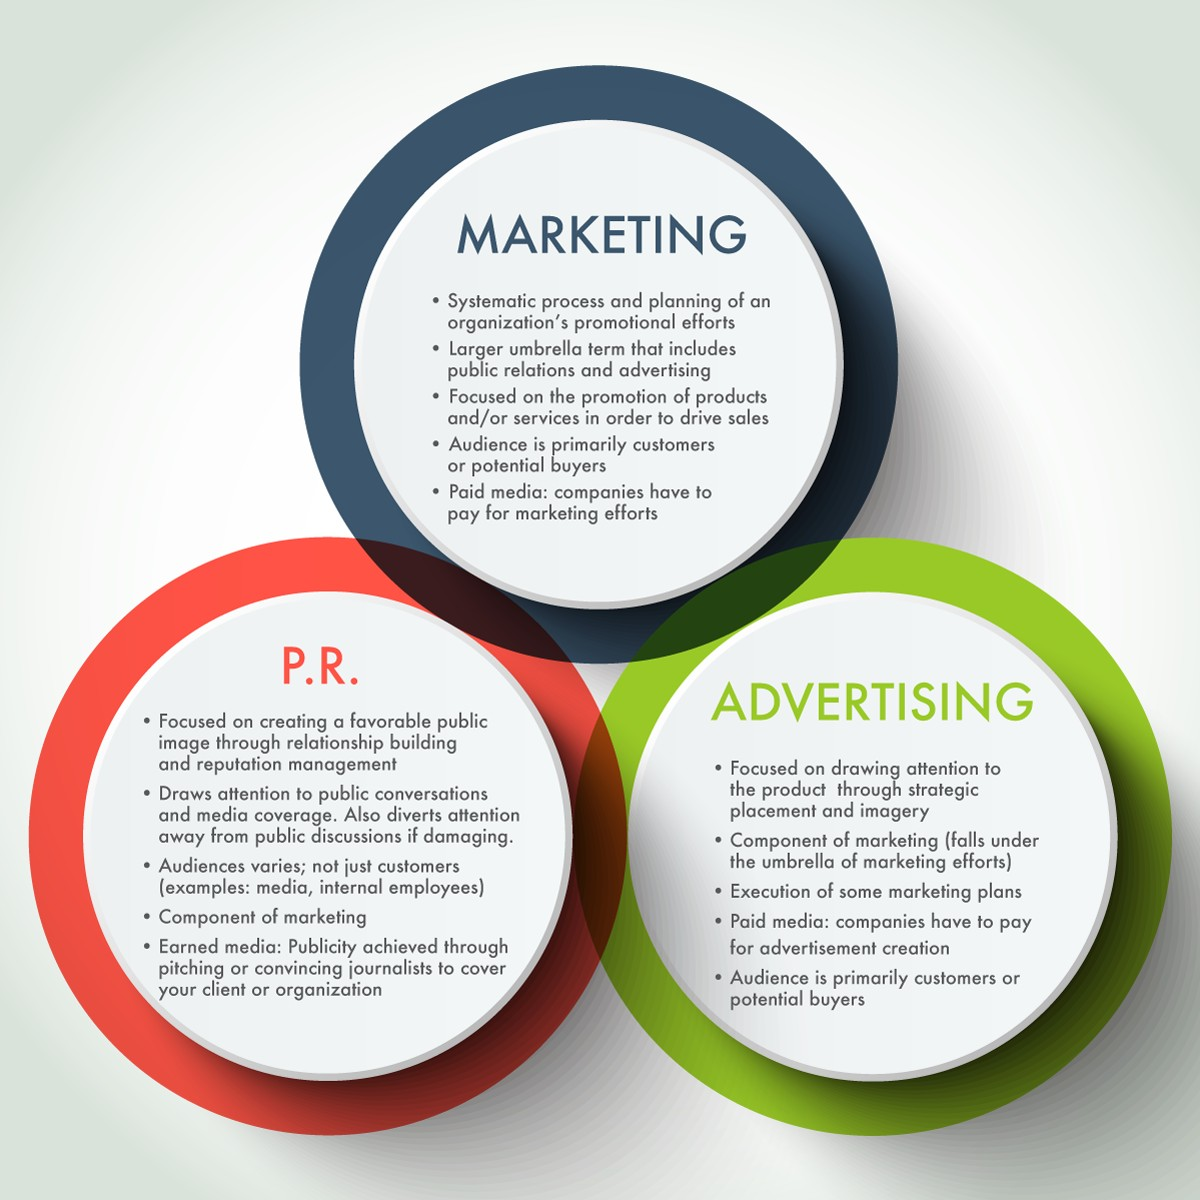 MARKETING
• Systematic process and planning of an
organization’s promotional efforts
• Larger umbrella term that includes
public relations and advertising
• Focused on the promotion of products
and/or services in order to drive sales
• Audience is primarily customers
or potential buyers
• Paid media: companies have to
pay for marketing efforts
P.R.
• Focused on creating a favorable public
image through relationship building
and reputation management
• Draws attention to public conversations
and media coverage. Also diverts attention
away from public discussions if damaging.
• Audiences varies; not just customers
(examples: media, internal employees)
• Component of marketing
• Earned media: Publicity achieved through
pitching or convincing journalists to cover
your client or organization
ADVERTISING
• Focused on drawing attention to
the product through strategic
placement and imagery
• Component of marketing (falls under
the umbrella of marketing efforts)
• Execution of some marketing plans
• Paid media: companies have to pay
for advertisement creation
• Audience is primarily customers or
potential buyers